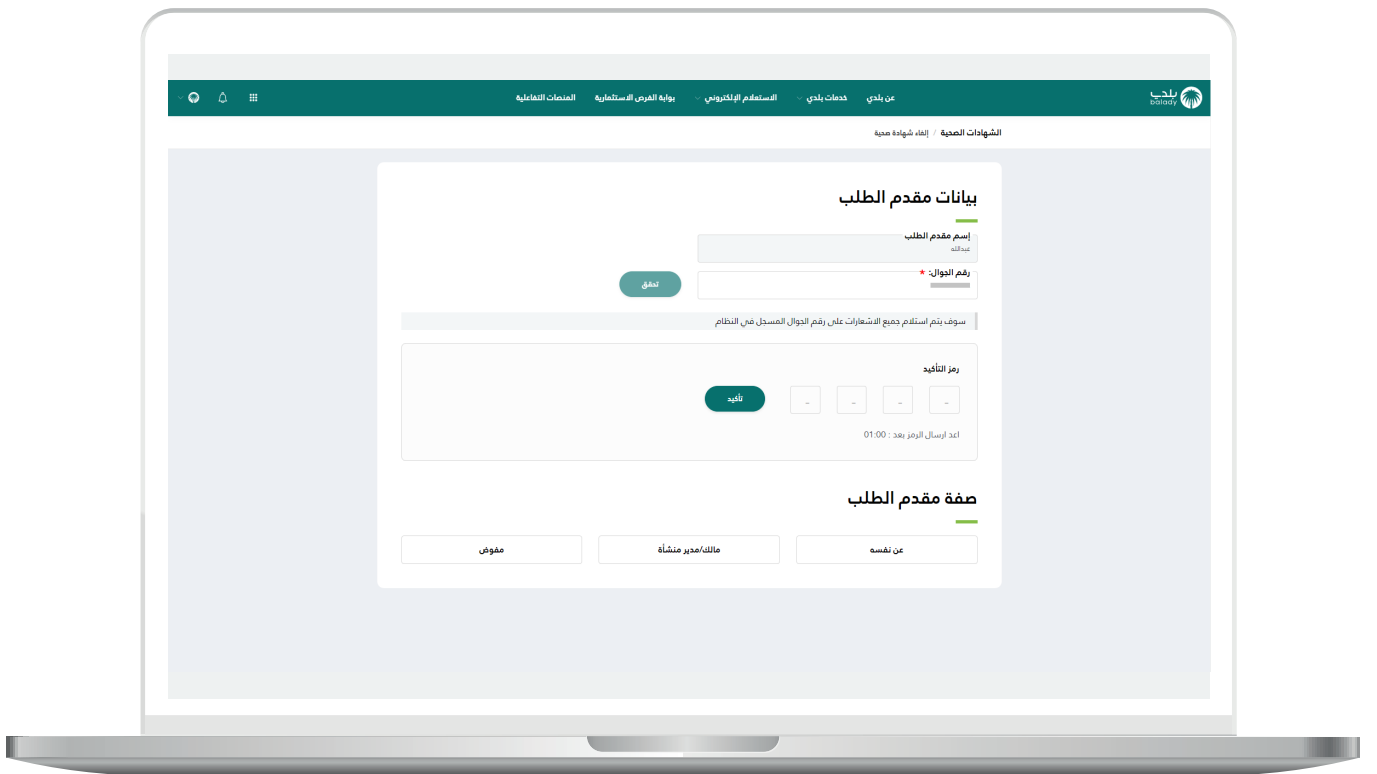 بلدي
balady
عن بلدي
خدمات بلدي
الاستعلام الإلكتروني
بوابة الفرص الاستثمارية
المنصات التفاعلية
الشهادات الصحية / إلغاء شهادة صحية
بيانات مقدم الطلب
إسم مقدم الطلب
عبدالله
رقم الجوال: *
تحقق
سوف يتم استلام جميع الاشعارات على رقم الجوال المسجل في النظام
رمز التأكيد
_ _ _ _
تأكيد
اعد ارسال الرمز بعد : 01:00
صفة مقدم الطلب
عن نفسه
مالك/مدير منشأة
مفوض